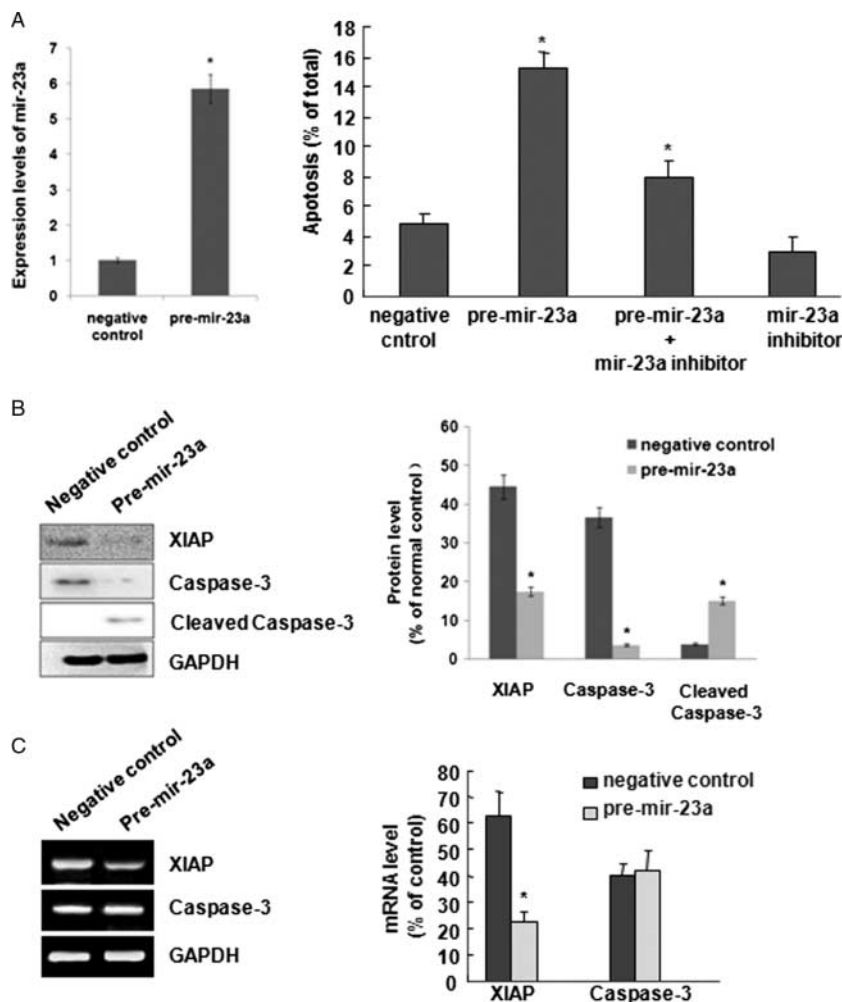 A
Expression levels of mir-23a
7
6
5
4
3
2
1
0
*
negative
control
pre-mir-23a
Apotosis (% of total)
18
16
14
12
10
8
6
4
2
0
*
*
negative
cntrol
pre-mir-23a
pre-mir-23a
+
mir-23a inhibitor
mir-23a
inhibitor
B
Negative control
Pre-mir-23a
XIAP
Caspase-3
Cleaved Caspase-3
GAPDH
Protein level
(% of normal control)
60
50
40
30
20
10
0
negative control
pre-mir-23a
*
*
*
XIAP
Caspase-3
Cleaved
Caspase-3
C
Negative control
Pre-mir-23a
XIAP
Caspase-3
GAPDH
mRNA level
(% of control)
80
70
60
50
40
30
20
10
0
negative control
pre-mir-23a
*
XIAP
Caspase-3